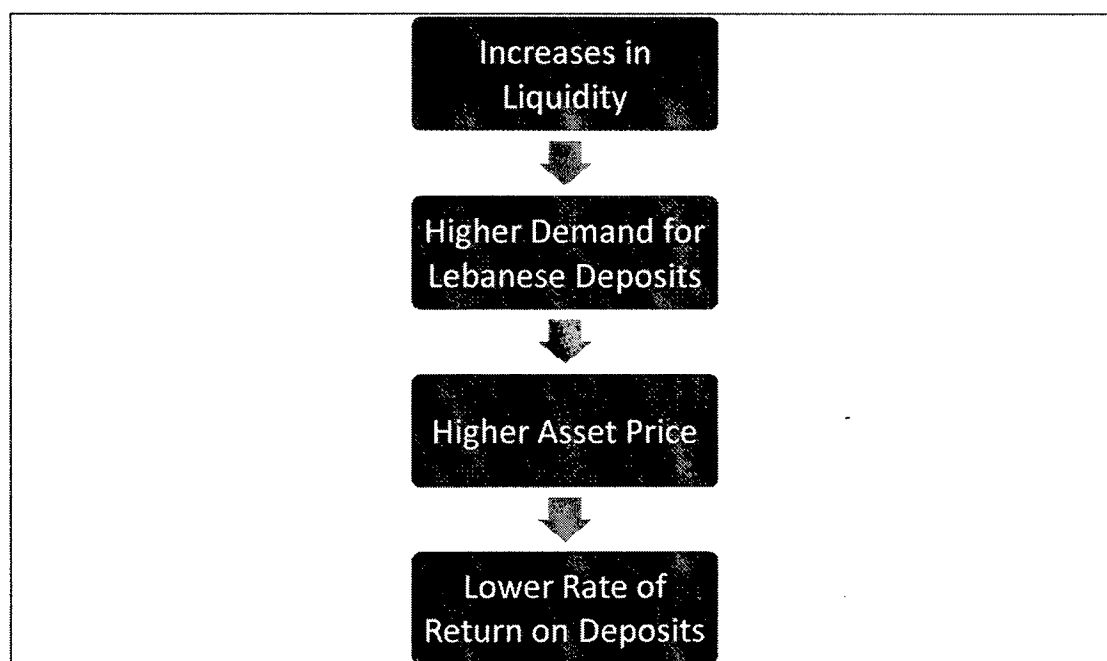 Increases in
Liquidity
Higher Demand for
Lebanese Deposits
Higher Asset Price
Lower Rate of
Return on Deposits